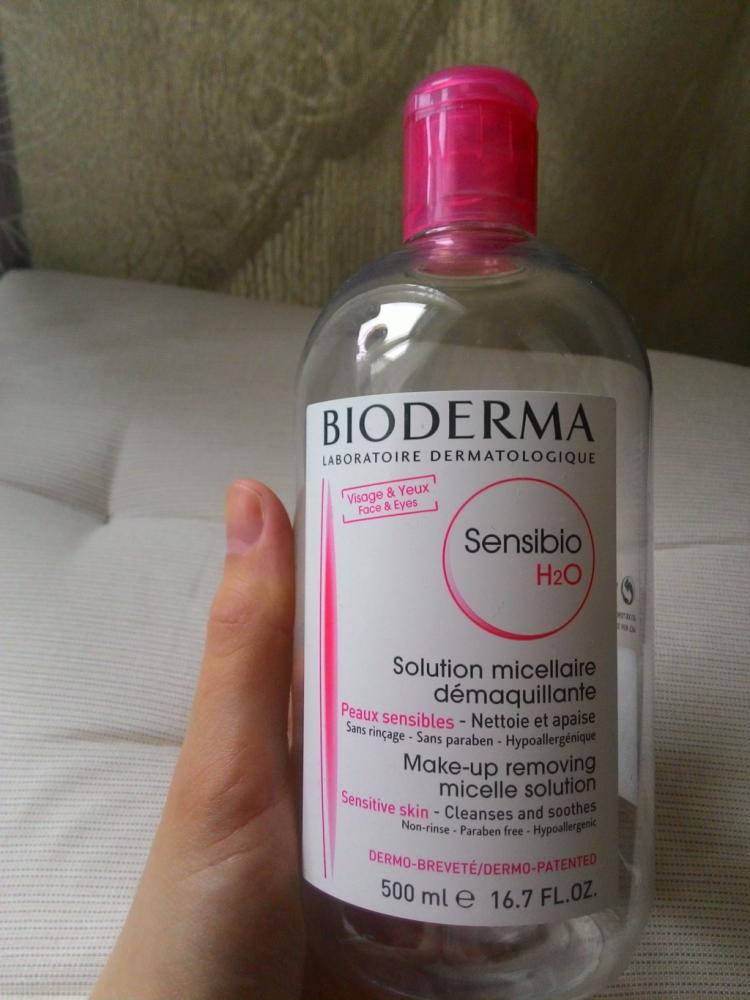 BIODERMA
LABORATOIRE DERMATOLOGIQUE
Visage & Yeux
Face & Eyes
Sensibio
H2O
Solution micellaire
démaquillante
Peaux sensibles - Nettoie et apaise
Sans rinçage - Sans paraben - Hypoallergénique
Make-up removing
micelle solution
Sensitive skin - Cleanses and soothes
Non-rinse - Paraben free - Hypoallergenic
DERMO-BREVETÉ/DERMO-PATENTED
500 ml e 16.7 FL.OZ.